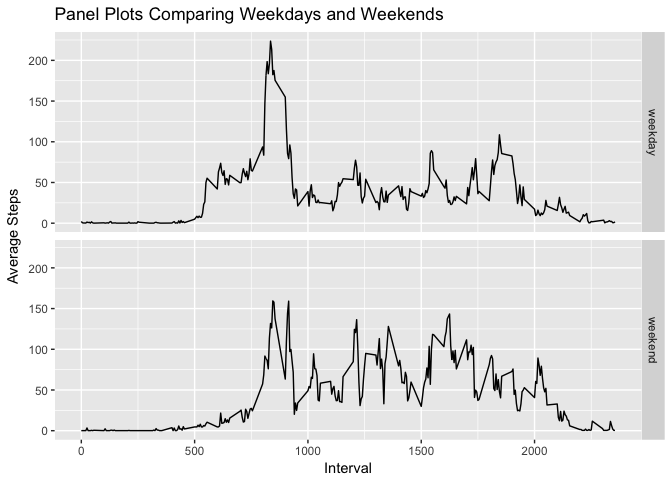 Panel Plots Comparing Weekdays and Weekends
200
150
100
50
0
weekday
Average Steps
200
150
100
50
0
weekend
0 500 1000 1500 2000
Interval